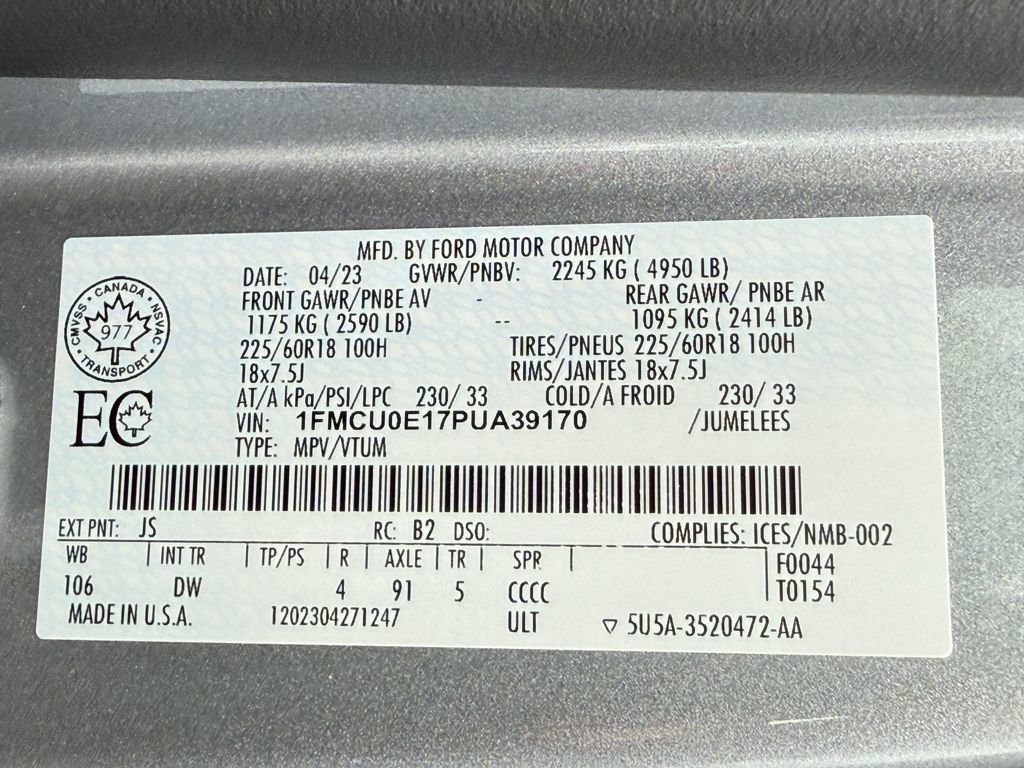 MFD. BY FORD MOTOR COMPANY
DATE: 04/23 GVWR/PNBV: 2245 KG ( 4950 LB)
FRONT GAWR/PNBE AV - REAR GAWR/ PNBE AR
1175 KG ( 2590 LB) -- 1095 KG ( 2414 LB)
225/60R18 100H TIRES/PNEUS 225/60R18 100H
18x7.5J RIMS/JANTES 18x7.5J
AT/A kPa/PSI/LPC 230/ 33 COLD/A FROID 230/ 33
VIN: 1FMCU0E17PUA39170 /JUMELEES
TYPE: MPV/VTUM
CANADA
CMVSS 977 NSVAC
TRANSPORT
EC
EXT PNT: JS RC: B2 DSO: COMPLIES: ICES/NMB-002
WB | INT TR | TP/PS | R | AXLE | TR | SPR | F0044
106 DW 4 91 5 CCCC T0154
MADE IN U.S.A. 1202304271247 ULT ▽ 5U5A-3520472-AA